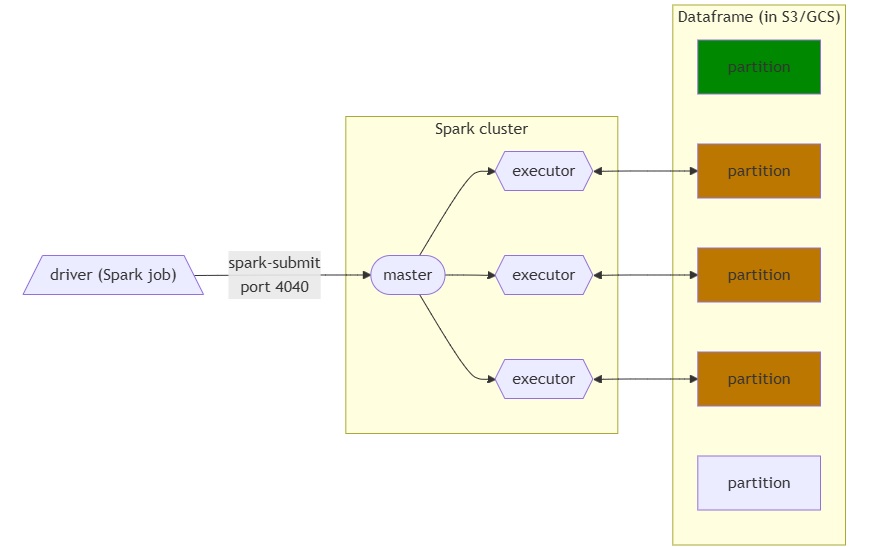 Dataframe (in S3/GCS)
partition
Spark cluster
executor
partition
driver (Spark job)
spark-submit
port 4040
master
executor
partition
executor
partition
partition